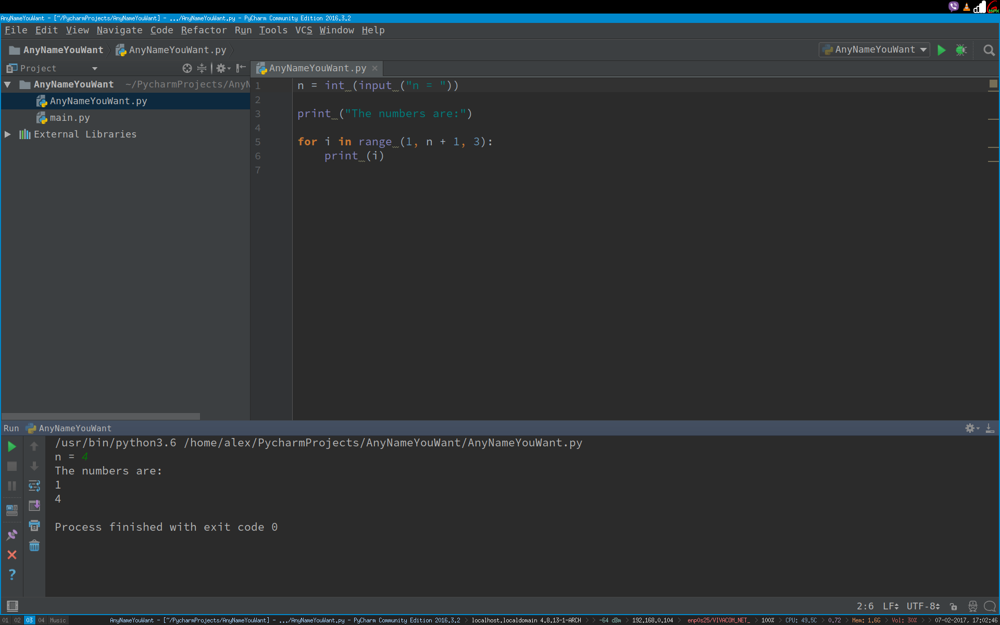 AnyNameYouWant - [~/PycharmProjects/AnyNameYouWant] - .../AnyNameYouWant.py - PyCharm Community Edition 2016.3.2
File Edit View Navigate Code Refactor Run Tools VCS Window Help
AnyNameYouWant AnyNameYouWant.py AnyNameYouWant
Project AnyNameYouWant.py
AnyNameYouWant ~/PycharmProjects/AnyN
AnyNameYouWant.py
main.py
External Libraries
1 n = int (input ("n = "))
2
3 print ("The numbers are:")
4
5 for i in range (1, n + 1, 3):
6     print (i)
7
Run AnyNameYouWant
/usr/bin/python3.6 /home/alex/PycharmProjects/AnyNameYouWant/AnyNameYouWant.py
n = 4
The numbers are:
1
4
Process finished with exit code 0
?
2:6 LF UTF-8
01 02 03 04 Music AnyNameYouWant - [~/PycharmProjects/AnyNameYouWant] - .../AnyNameYouWant.py - PyCharm Community Edition 2016.3.2 > localhost.localdomain 4.8.13-1-ARCH > > -64 dBm > 192.168.0.104 > enp0s25/VIVACOM_NET_ > 100% > CPU: 49.5C > 0.72 > Mem: 1.6G > Vol: 30% > > 07-02-2017, 17:02:46